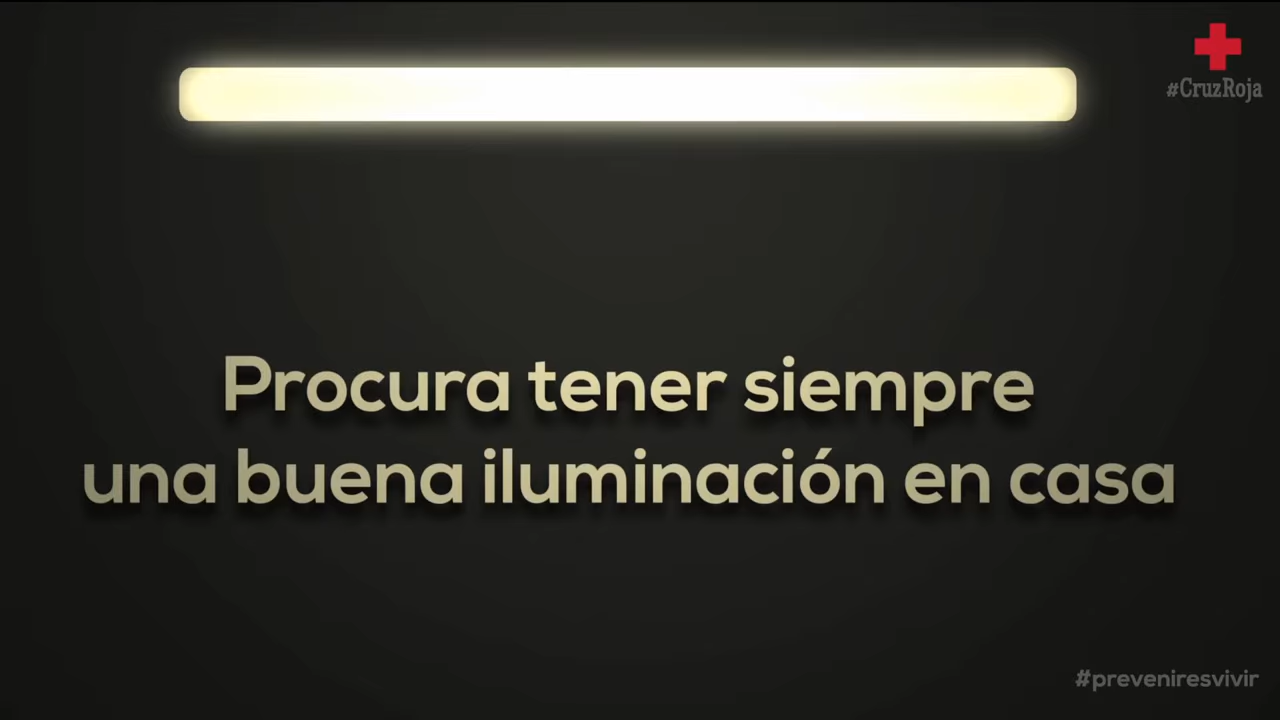 #CruzRoja
Procura tener siempre
una buena iluminación en casa
#preveniresvivir